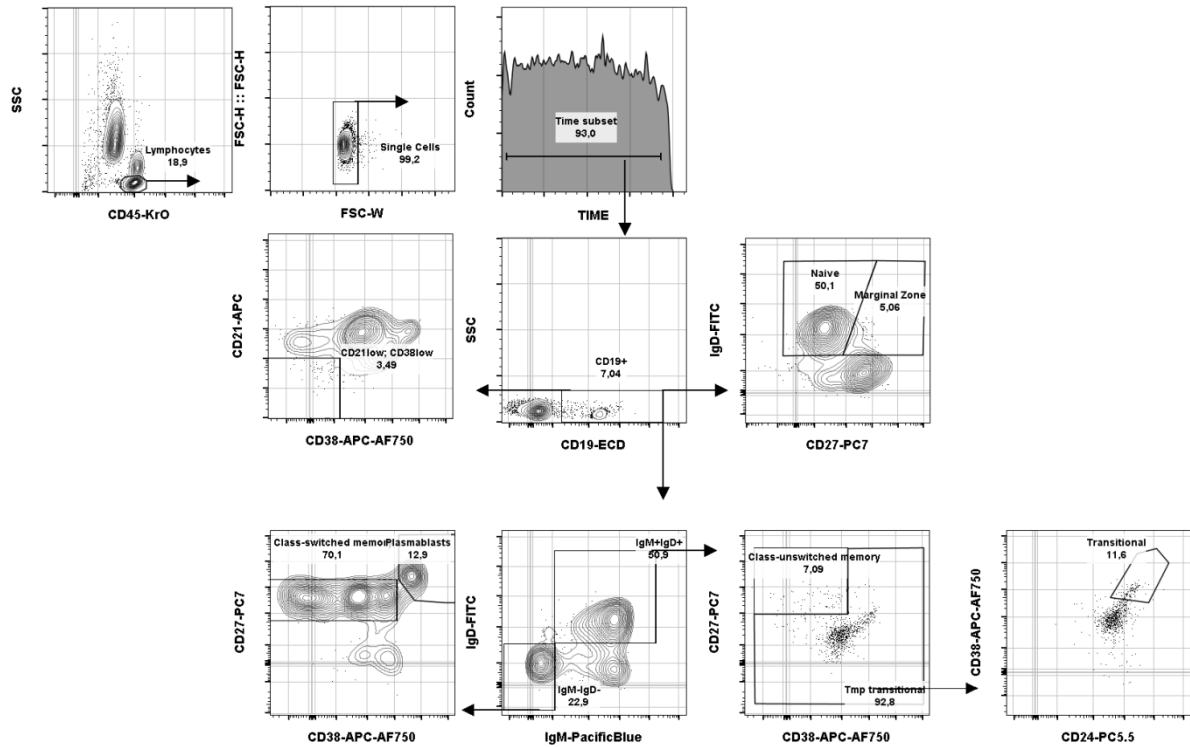 SSC
Lymphocytes
18,9
CD45-KrO
FSC-H :: FSC-H
Single Cells
99,2
FSC-W
Count
Time subset
93,0
TIME
CD21-APC
CD21low; CD38low
3,49
CD38-APC-AF750
SSC
CD19+
7,04
CD19-ECD
IgD-FITC
Naive
50,1
Marginal Zone
5,06
CD27-PC7
CD27-PC7
Class-switched memor
70,1
Plasmablasts
12,9
CD38-APC-AF750
IgD-FITC
IgM+IgD+
50,9
IgM-IgD-
22,9
IgM-PacificBlue
CD27-PC7
Class-unswitched memory
7,09
Tmp transitional
92,8
CD38-APC-AF750
CD38-APC-AF750
Transitional
11,6
CD24-PC5.5